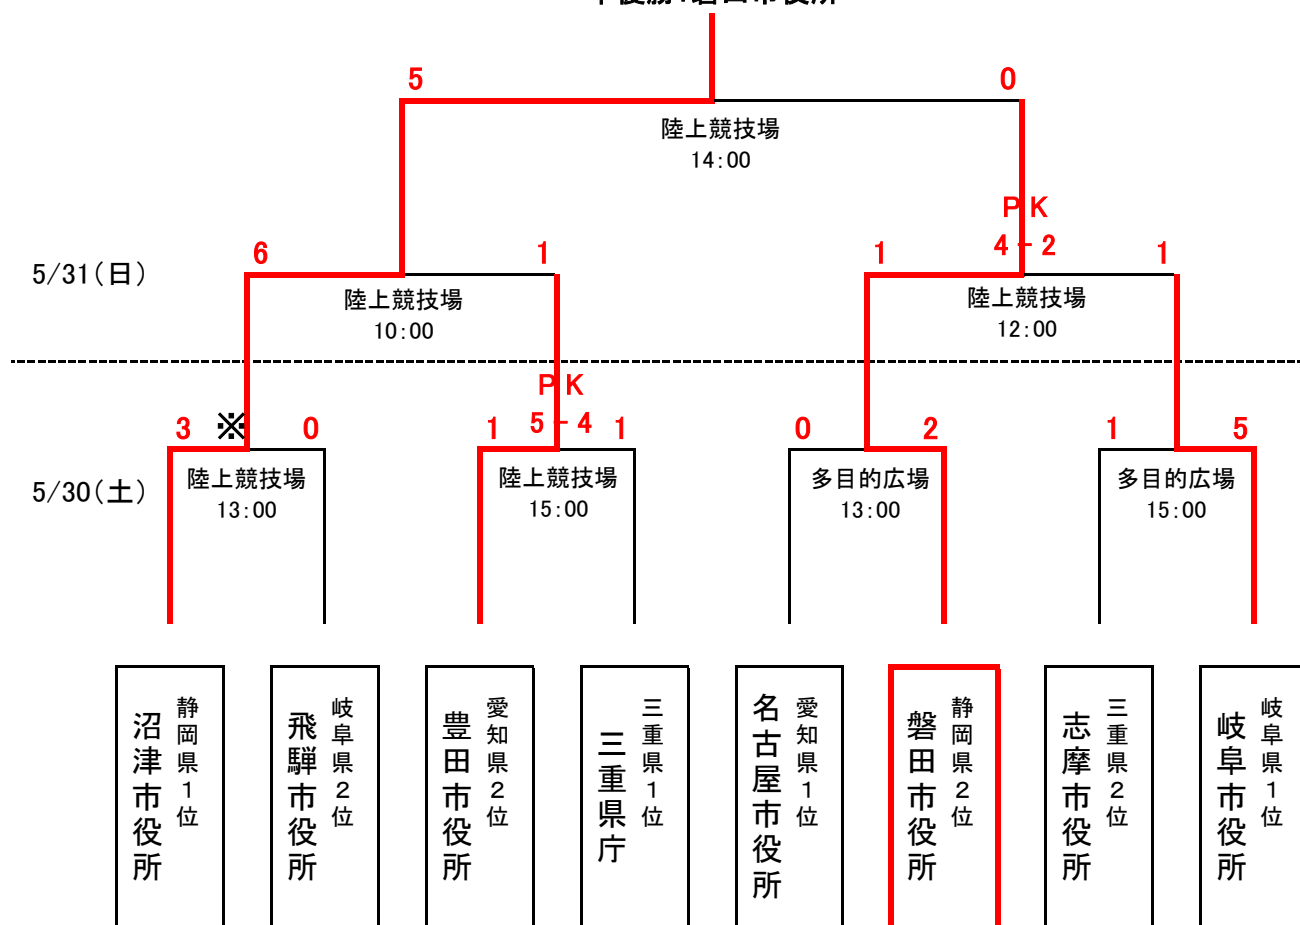 5 0
陸上競技場
14:00
PK
4-2
6 1 1 1
5/31(日)
陸上競技場 陸上競技場
10:00 12:00
PK
5-4
3 ※ 0 1 1 0 2 1 5
5/30(土)
陸上競技場 陸上競技場 多目的広場 多目的広場
13:00 15:00 13:00 15:00
静岡県1位
沼津市役所
岐阜県2位
飛騨市役所
愛知県2位
豊田市役所
三重県1位
三重県庁
愛知県1位
名古屋市役所
静岡県2位
磐田市役所
三重県2位
志摩市役所
岐阜県1位
岐阜市役所